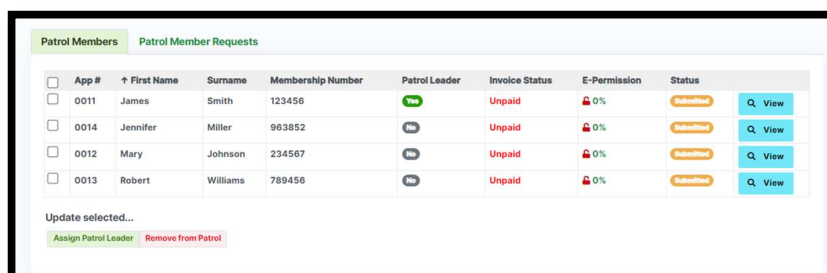 Patrol Members Patrol Member Requests
App # ↑ First Name Surname Membership Number Patrol Leader Invoice Status E-Permission Status
0011 James Smith 123456 Yes Unpaid 0% Submitted View
0014 Jennifer Miller 963852 No Unpaid 0% Submitted View
0012 Mary Johnson 234567 No Unpaid 0% Submitted View
0013 Robert Williams 789456 No Unpaid 0% Submitted View
Update selected...
Assign Patrol Leader Remove from Patrol